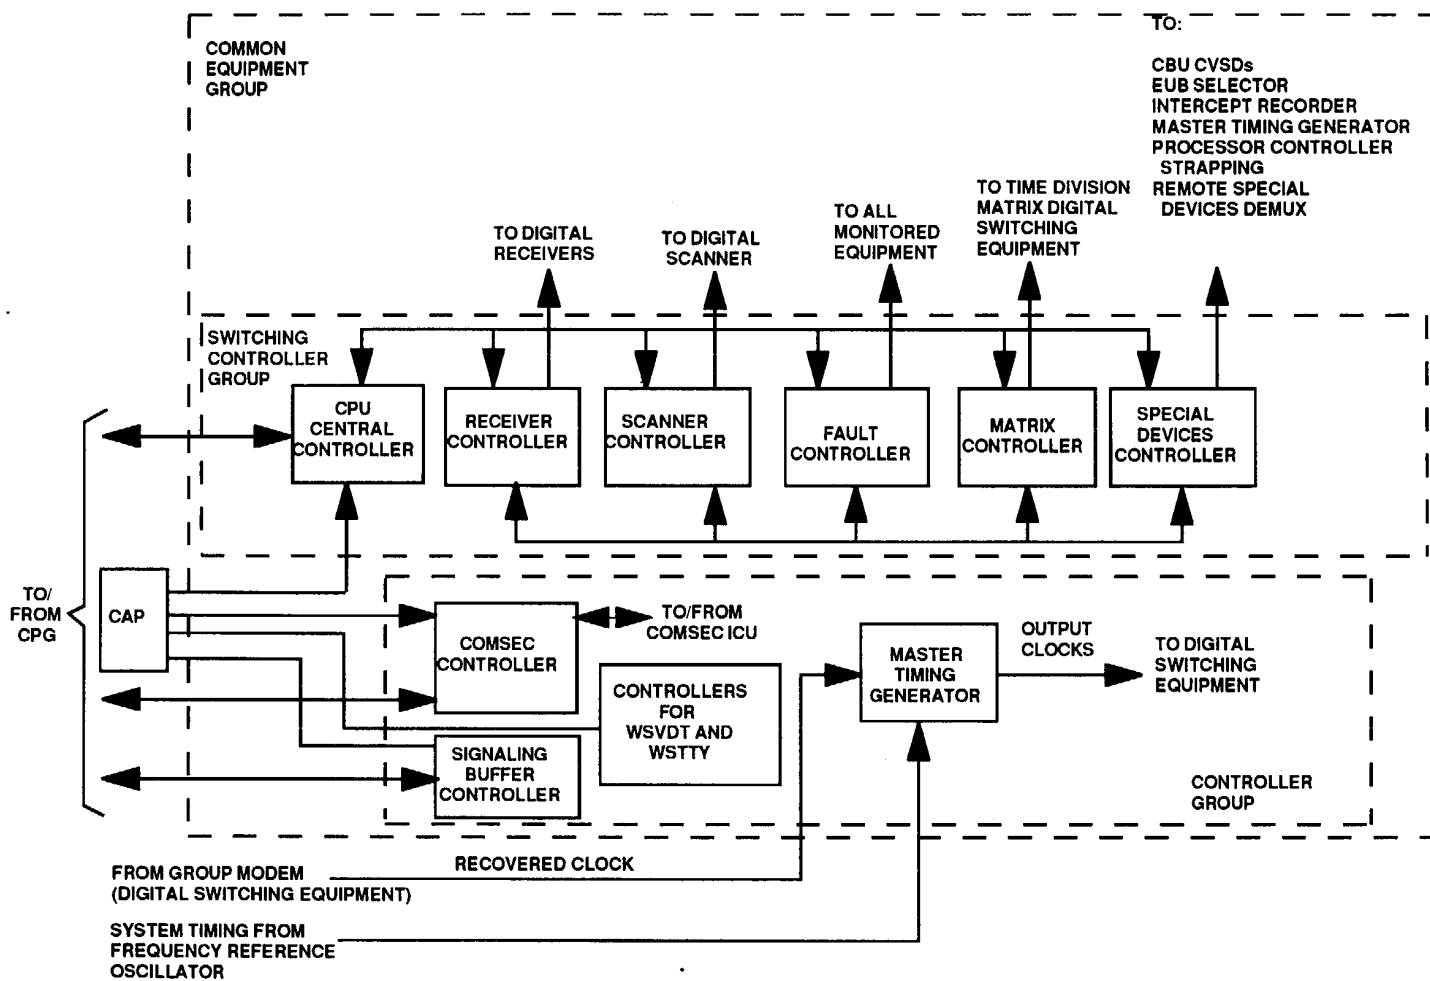 COMMON
EQUIPMENT
GROUP
TO:
CBU CVSDs
EUB SELECTOR
INTERCEPT RECORDER
MASTER TIMING GENERATOR
PROCESSOR CONTROLLER
STRAPPING
REMOTE SPECIAL
DEVICES DEMUX
TO DIGITAL
RECEIVERS
TO DIGITAL
SCANNER
TO ALL
MONITORED
EQUIPMENT
TO TIME DIVISION
MATRIX DIGITAL
SWITCHING
EQUIPMENT
SWITCHING
CONTROLLER
GROUP
CPU
CENTRAL
CONTROLLER
RECEIVER
CONTROLLER
SCANNER
CONTROLLER
FAULT
CONTROLLER
MATRIX
CONTROLLER
SPECIAL
DEVICES
CONTROLLER
TO/
FROM
CPG
CAP
COMSEC
CONTROLLER
TO/FROM
COMSEC ICU
CONTROLLERS
FOR
WSVDT AND
WSTTY
SIGNALING
BUFFER
CONTROLLER
MASTER
TIMING
GENERATOR
OUTPUT
CLOCKS
TO DIGITAL
SWITCHING
EQUIPMENT
CONTROLLER
GROUP
FROM GROUP MODEM
(DIGITAL SWITCHING EQUIPMENT)
RECOVERED CLOCK
SYSTEM TIMING FROM
FREQUENCY REFERENCE
OSCILLATOR